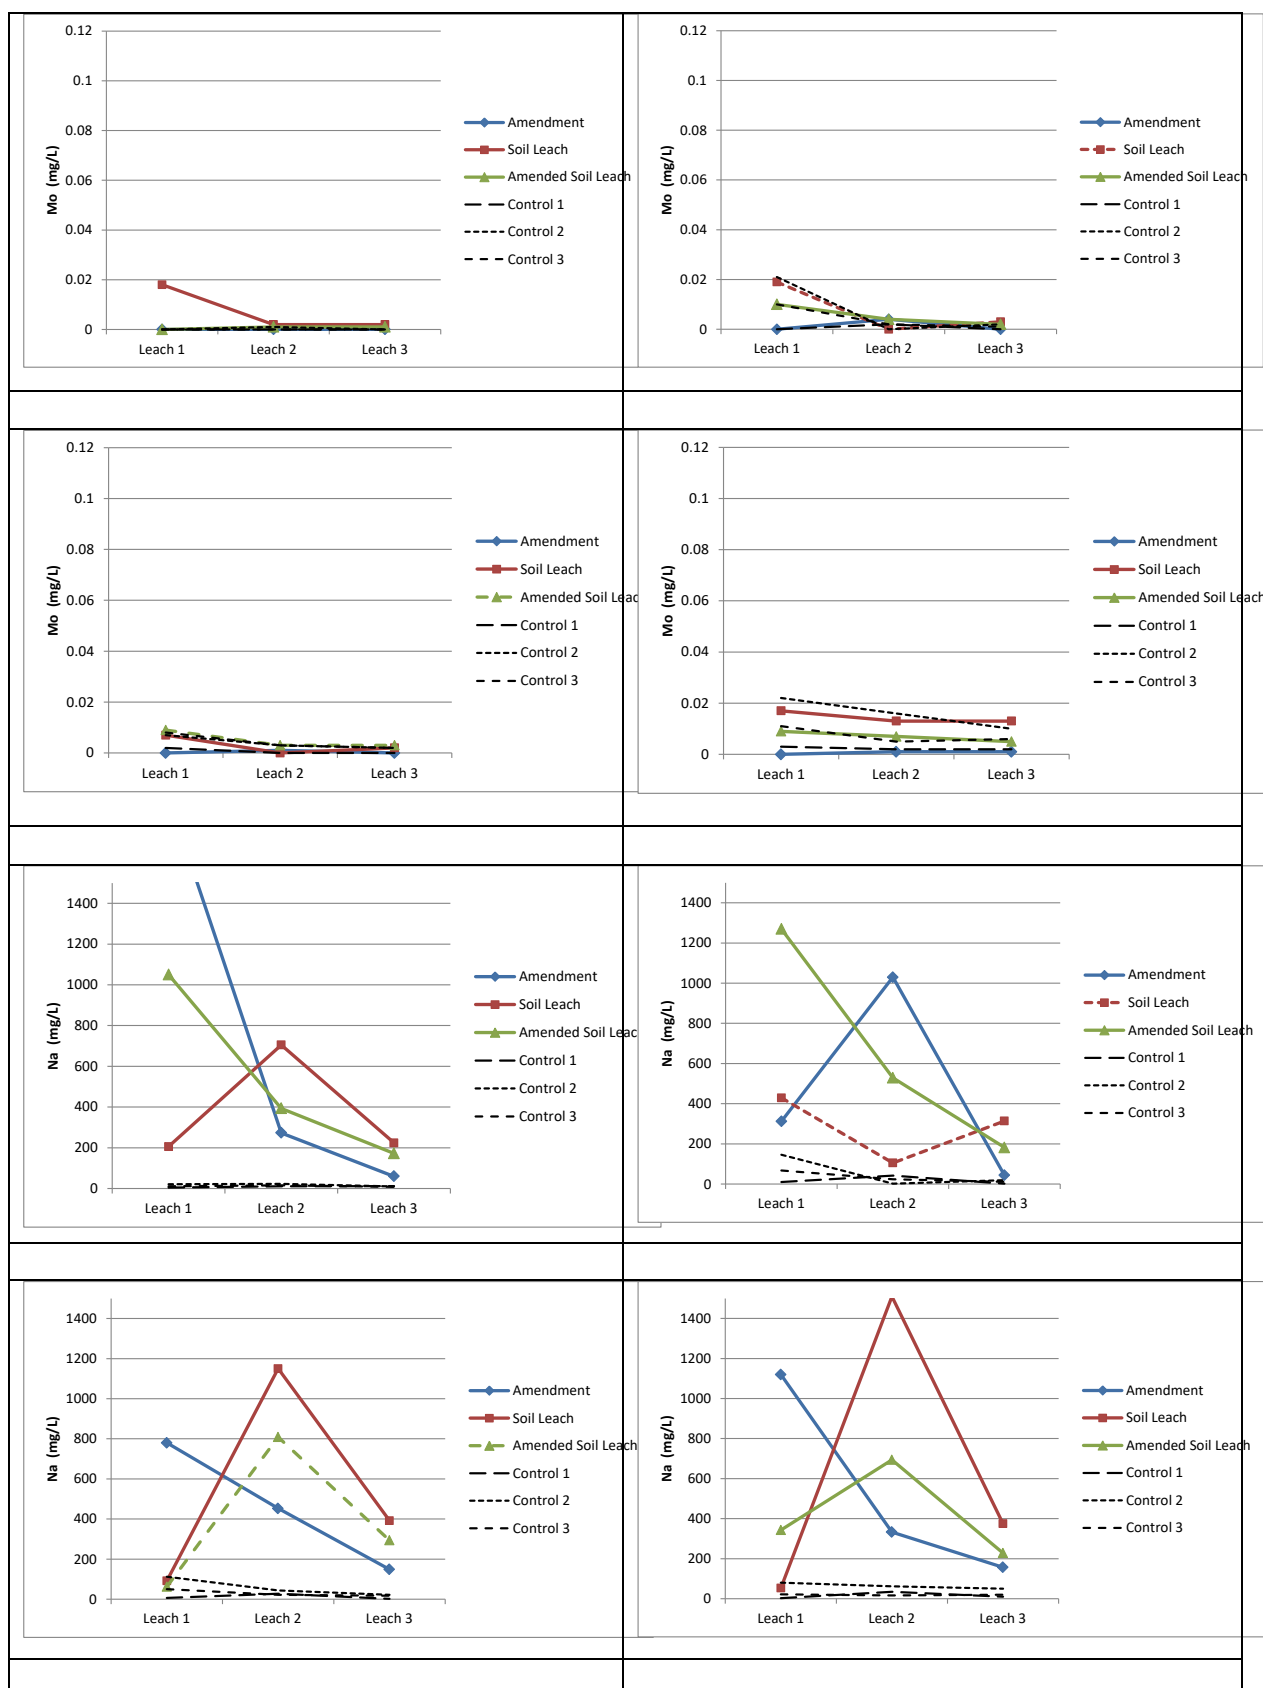 0.12
0.1
0.08
0.06
0.04
0.02
0
Mo (mg/L)
Leach 1 Leach 2 Leach 3
Amendment
Soil Leach
Amended Soil Leach
Control 1
Control 2
Control 3
0.12
0.1
0.08
0.06
0.04
0.02
0
Mo (mg/L)
Leach 1 Leach 2 Leach 3
Amendment
Soil Leach
Amended Soil Leach
Control 1
Control 2
Control 3
0.12
0.1
0.08
0.06
0.04
0.02
0
Mo (mg/L)
Leach 1 Leach 2 Leach 3
Amendment
Soil Leach
Amended Soil Leac
Control 1
Control 2
Control 3
0.12
0.1
0.08
0.06
0.04
0.02
0
Mo (mg/L)
Leach 1 Leach 2 Leach 3
Amendment
Soil Leach
Amended Soil Leach
Control 1
Control 2
Control 3
1400
1200
1000
800
600
400
200
0
Na (mg/L)
Leach 1 Leach 2 Leach 3
Amendment
Soil Leach
Amended Soil Leac
Control 1
Control 2
Control 3
1400
1200
1000
800
600
400
200
0
Na (mg/L)
Leach 1 Leach 2 Leach 3
Amendment
Soil Leach
Amended Soil Leach
Control 1
Control 2
Control 3
1400
1200
1000
800
600
400
200
0
Na (mg/L)
Leach 1 Leach 2 Leach 3
Amendment
Soil Leach
Amended Soil Leach
Control 1
Control 2
Control 3
1400
1200
1000
800
600
400
200
0
Na (mg/L)
Leach 1 Leach 2 Leach 3
Amendment
Soil Leach
Amended Soil Leach
Control 1
Control 2
Control 3